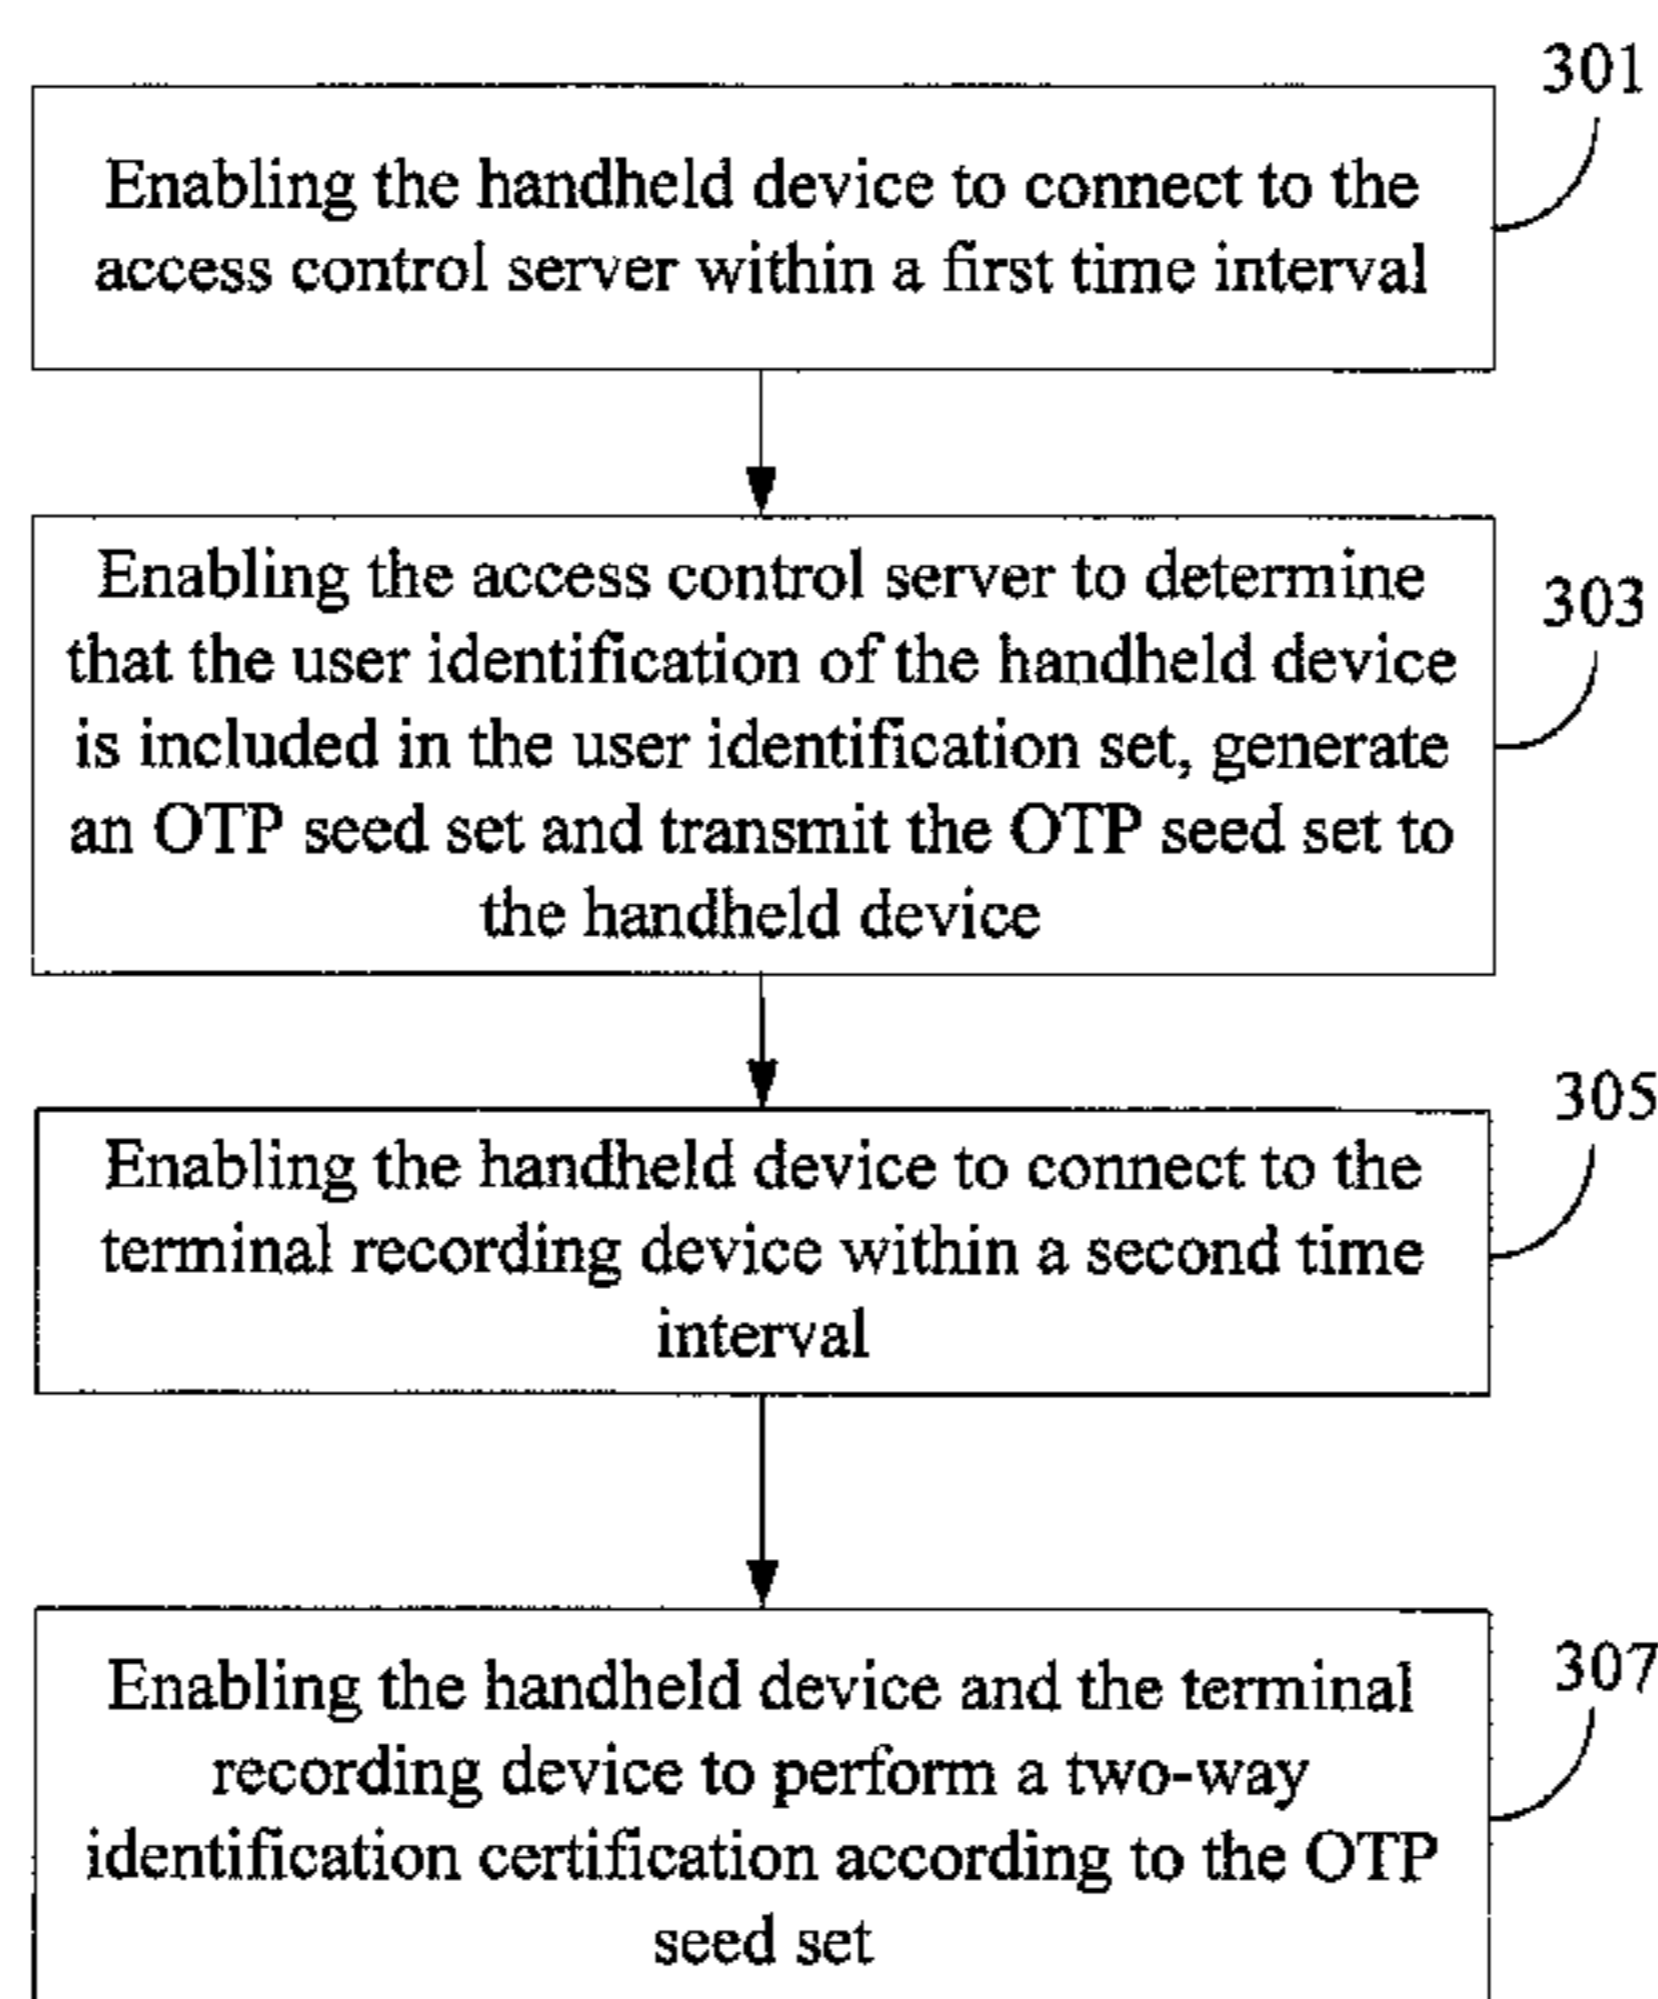 301
Enabling the handheld device to connect to the
access control server within a first time interval
Enabling the access control server to determine
that the user identification of the handheld device
is included in the user identification set, generate
an OTP seed set and transmit the OTP seed set to
the handheld device
303
Enabling the handheld device to connect to the
terminal recording device within a second time
interval
305
Enabling the handheld device and the terminal
recording device to perform a two-way
identification certification according to the OTP
seed set
307